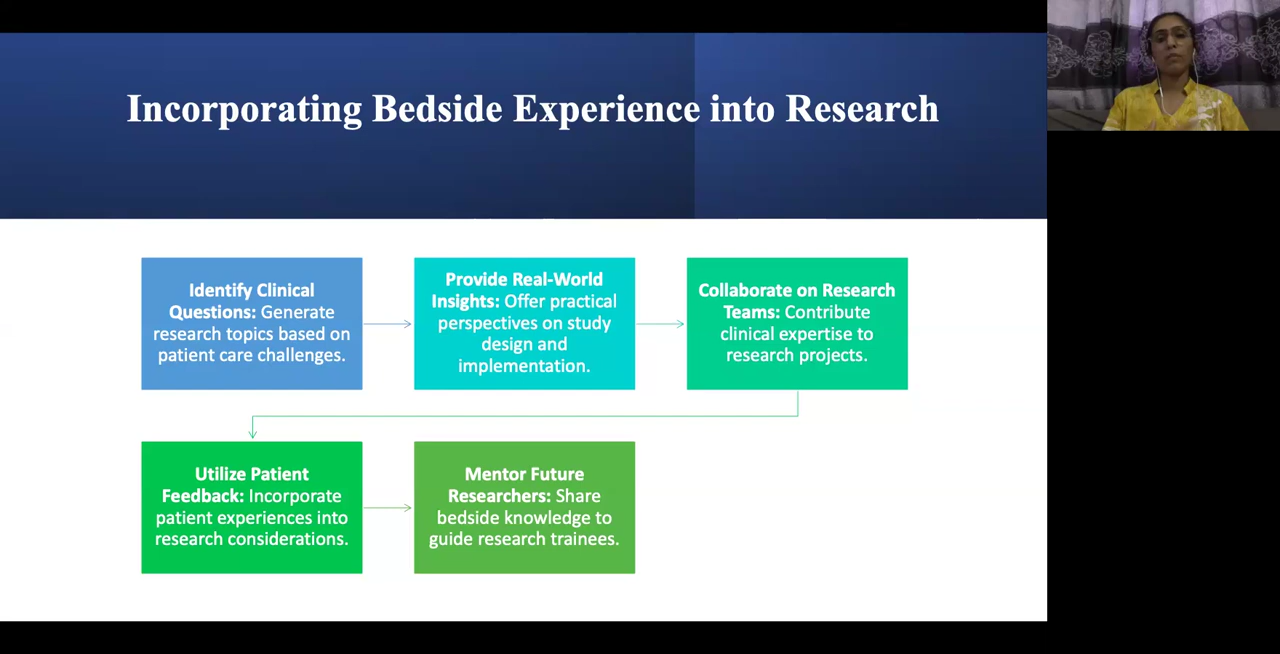 Incorporating Bedside Experience into Research
Identify Clinical
Questions: Generate
research topics based on
patient care challenges.
Provide Real-World
Insights: Offer practical
perspectives on study
design and
implementation.
Collaborate on Research
Teams: Contribute
clinical expertise to
research projects.
Utilize Patient
Feedback: Incorporate
patient experiences into
research considerations.
Mentor Future
Researchers: Share
bedside knowledge to
guide research trainees.